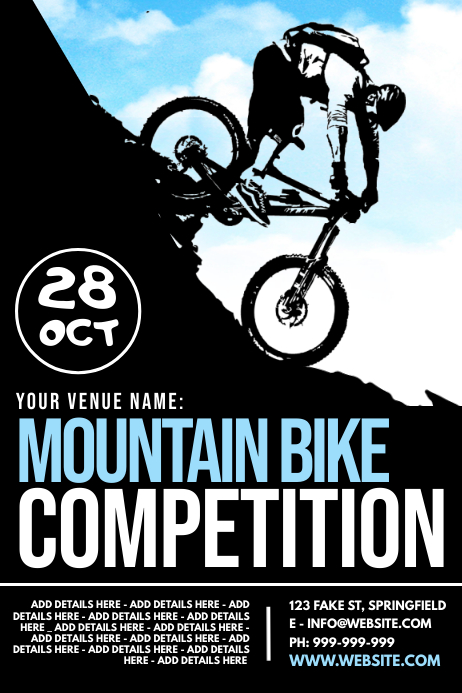 28
OCT
YOUR VENUE NAME:
MOUNTAIN BIKE
COMPETITION
ADD DETAILS HERE - ADD DETAILS HERE - ADD
DETAILS HERE - ADD DETAILS HERE - ADD DETAILS
HERE _ ADD DETAILS HERE - ADD DETAILS HERE -
ADD DETAILS HERE - ADD DETAILS HERE - ADD
DETAILS HERE - ADD DETAILS HERE - ADD DETAILS
HERE - ADD DETAILS HERE
123 FAKE ST, SPRINGFIELD
E - INFO@WEBSITE.COM
PH: 999-999-999
WWW.WEBSITE.COM